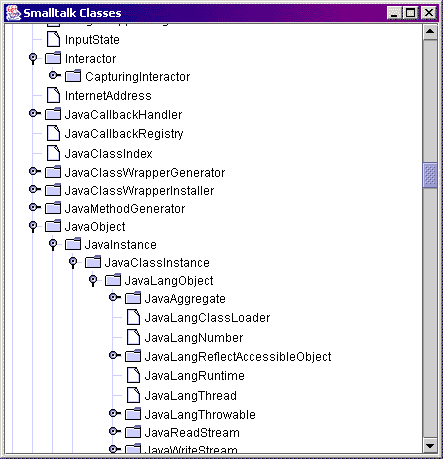 Smalltalk Classes
InputState
Interactor
CapturingInteractor
InternetAddress
JavaCallbackHandler
JavaCallbackRegistry
JavaClassIndex
JavaClassWrapperGenerator
JavaClassWrapperInstaller
JavaMethodGenerator
JavaObject
JavaInstance
JavaClassInstance
JavaLangObject
JavaAggregate
JavaLangClassLoader
JavaLangNumber
JavaLangReflectAccessibleObject
JavaLangRuntime
JavaLangThread
JavaLangThrowable
JavaReadStream
JavaWriteStream